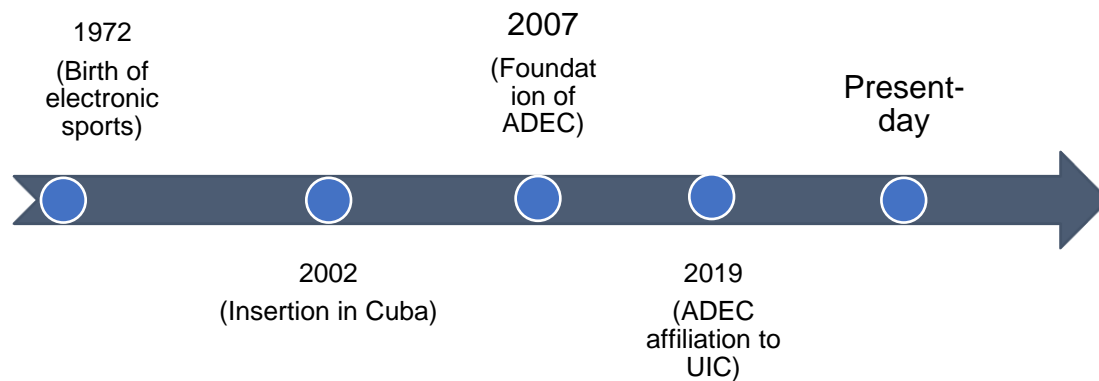 1972
(Birth of
electronic
sports)
2002
(Insertion in Cuba)
2007
(Foundat
ion of
ADEC)
2019
(ADEC
affiliation to
UIC)
Present-
day